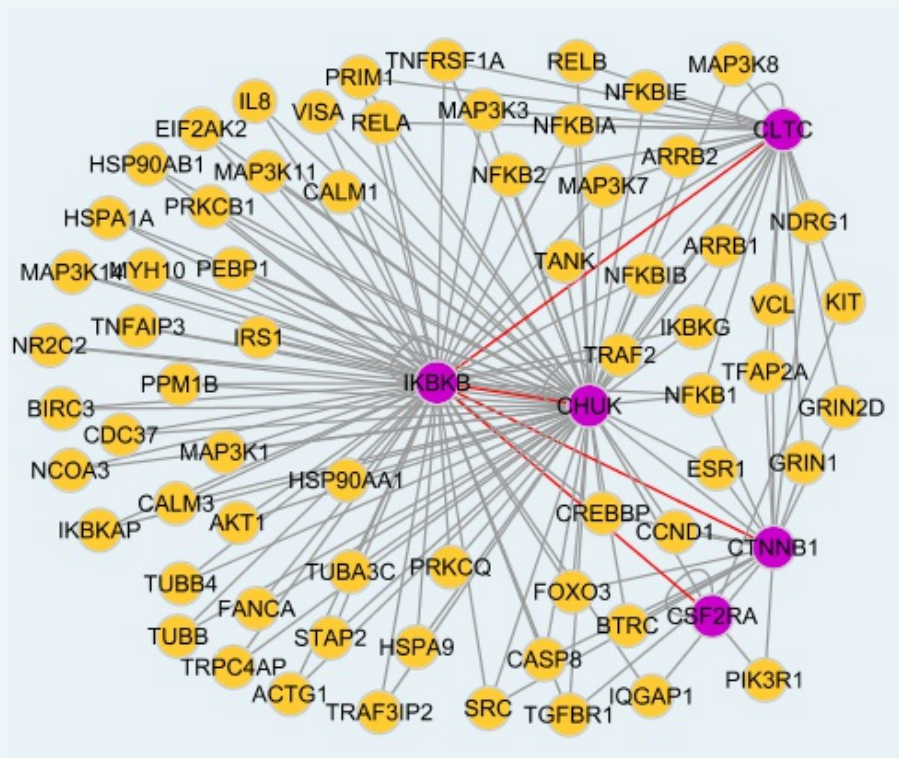 TNFRSF1A
RELB
MAP3K8
PRIM1
NFKBIE
IL8
VISA
RELA
MAP3K3
NFKBIA
CLTC
EIF2AK2
ARRB2
HSP90AB1
MAP3K11
CALM1
NFKB2
MAP3K7
HSPA1A
PRKCB1
NDRG1
ARRB1
MAP3K14
MYH10
PEBP1
TANK
NFKBIB
VCL
KIT
TNFAIP3
IRS1
IKBKG
NR2C2
TRAF2
TFAP2A
PPM1B
IKBKB
CHUK
NFKB1
BIRC3
GRIN2D
CDC37
MAP3K1
NCOA3
HSP90AA1
ESR1
GRIN1
CALM3
CREBBP
IKBKAP
AKT1
CCND1
CTNNB1
TUBB4
TUBA3C
PRKCQ
FOXO3
FANCA
CSF2RA
TUBB
STAP2
HSPA9
BTRC
TRPC4AP
CASP8
PIK3R1
ACTG1
TRAF3IP2
SRC
TGFBR1
IQGAP1